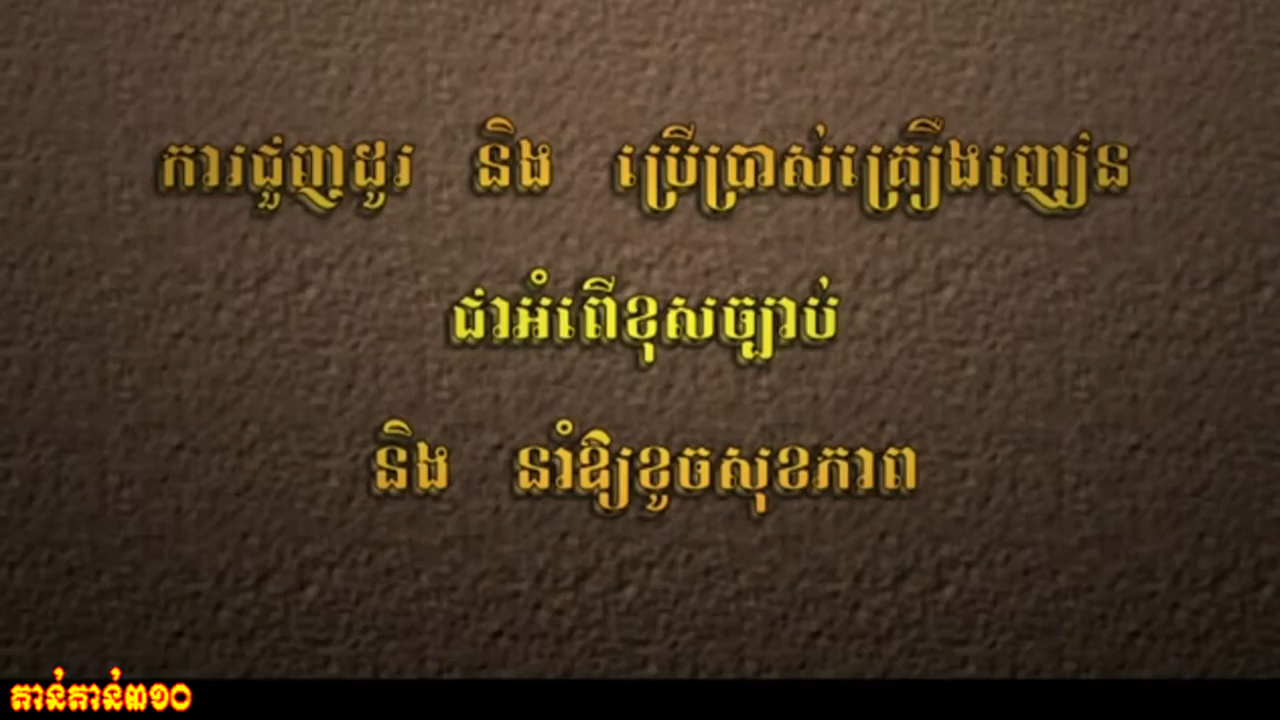 ការជួញដូរ និង ប្រើប្រាស់គ្រឿងញៀន
ជាអំពើខុសច្បាប់
និង នាំឱ្យខូចសុខភាព
គាន់គាន់៣១០